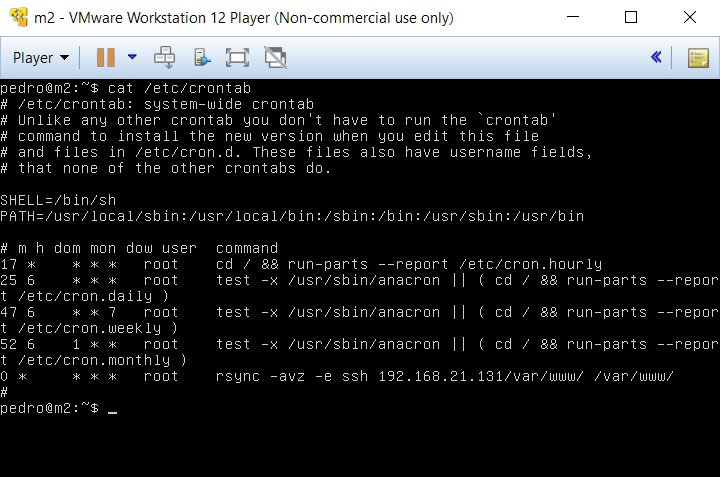 m2 - VMware Workstation 12 Player (Non-commercial use only)
Player
pedro@m2:~$ cat /etc/crontab
# /etc/crontab: system-wide crontab
# Unlike any other crontab you don't have to run the `crontab'
# command to install the new version when you edit this file
# and files in /etc/cron.d. These files also have username fields,
# that none of the other crontabs do.
SHELL=/bin/sh
PATH=/usr/local/sbin:/usr/local/bin:/sbin:/bin:/usr/sbin:/usr/bin
# m h dom mon dow user  command
17 *    * * *   root    cd / && run-parts --report /etc/cron.hourly
25 6    * * *   root    test -x /usr/sbin/anacron || ( cd / && run-parts --repor
t /etc/cron.daily )
47 6    * * 7   root    test -x /usr/sbin/anacron || ( cd / && run-parts --repor
t /etc/cron.weekly )
52 6    1 * *   root    test -x /usr/sbin/anacron || ( cd / && run-parts --repor
t /etc/cron.monthly )
0 *     * * *   root    rsync -avz -e ssh 192.168.21.131/var/www/ /var/www/
#
pedro@m2:~$ _